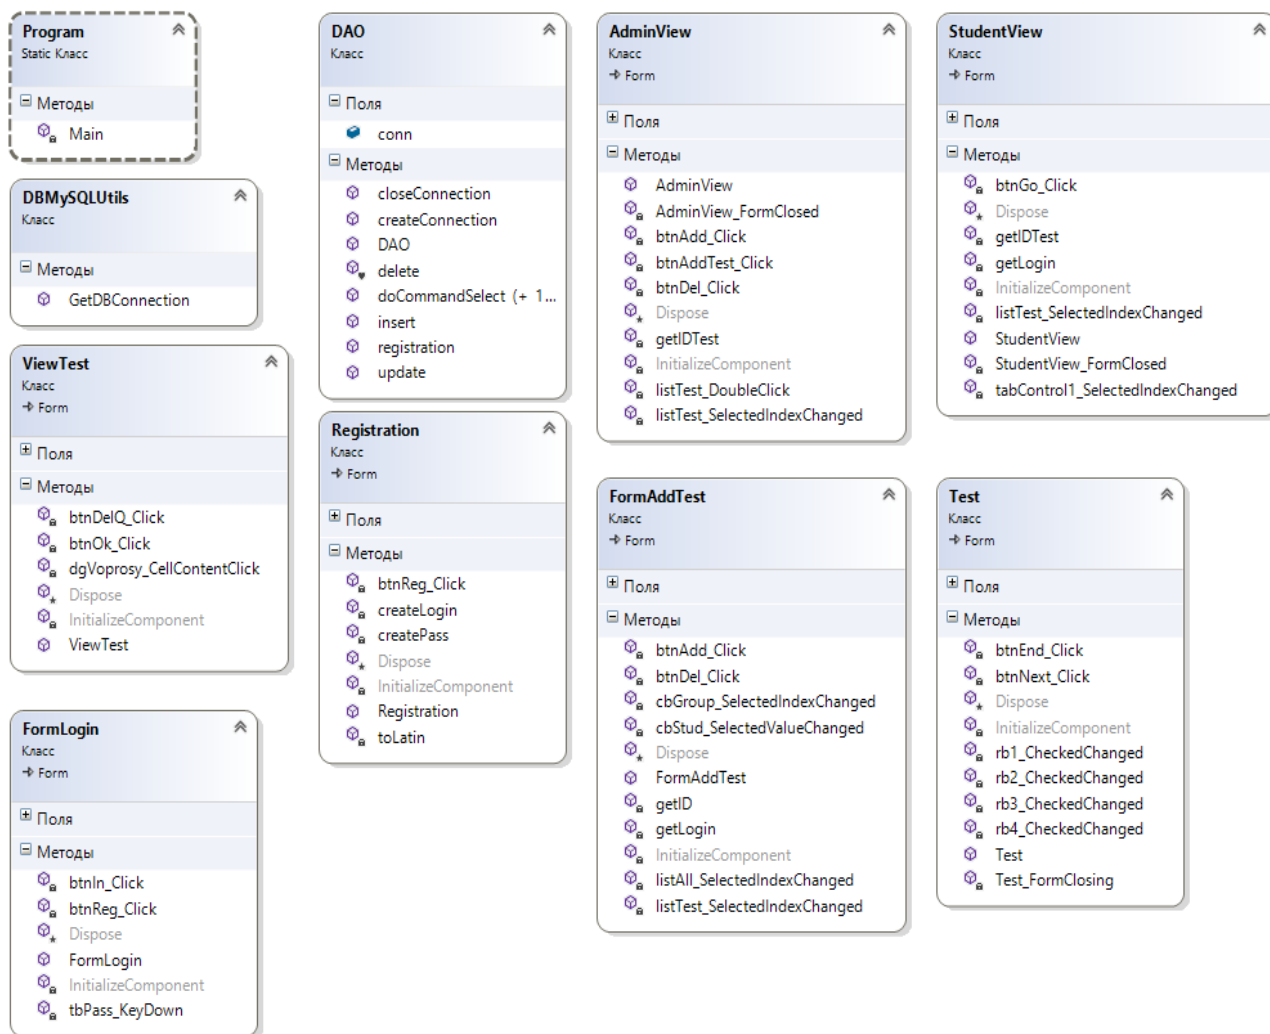 Program
Static Класс
Методы
Main
DBMySQLUtils
Класс
Методы
GetDBConnection
ViewTest
Класс
Form
Поля
Методы
btnDelQ_Click
btnOk_Click
dgVoprosy_CellContentClick
Dispose
InitializeComponent
ViewTest
FormLogin
Класс
Form
Поля
Методы
btnIn_Click
btnReg_Click
Dispose
FormLogin
InitializeComponent
tbPass_KeyDown
DAO
Класс
Поля
conn
Методы
closeConnection
createConnection
DAO
delete
doCommandSelect (+ 1...
insert
registration
update
Registration
Класс
Form
Поля
Методы
btnReg_Click
createLogin
createPass
Dispose
InitializeComponent
Registration
toLatin
AdminView
Класс
Form
Поля
Методы
AdminView
AdminView_FormClosed
btnAdd_Click
btnAddTest_Click
btnDel_Click
Dispose
getIDTest
InitializeComponent
listTest_DoubleClick
listTest_SelectedIndexChanged
FormAddTest
Класс
Form
Поля
Методы
btnAdd_Click
btnDel_Click
cbGroup_SelectedIndexChanged
cbStud_SelectedValueChanged
Dispose
FormAddTest
getID
getLogin
InitializeComponent
listAll_SelectedIndexChanged
listTest_SelectedIndexChanged
StudentView
Класс
Form
Поля
Методы
btnGo_Click
Dispose
getIDTest
getLogin
InitializeComponent
listTest_SelectedIndexChanged
StudentView
StudentView_FormClosed
tabControl1_SelectedIndexChanged
Test
Класс
Form
Поля
Методы
btnEnd_Click
btnNext_Click
Dispose
InitializeComponent
rb1_CheckedChanged
rb2_CheckedChanged
rb3_CheckedChanged
rb4_CheckedChanged
Test
Test_FormClosing